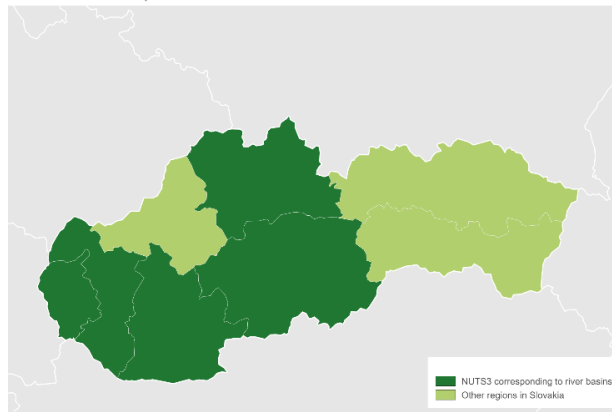 NUTS3 corresponding to river basins
Other regions in Slovakia